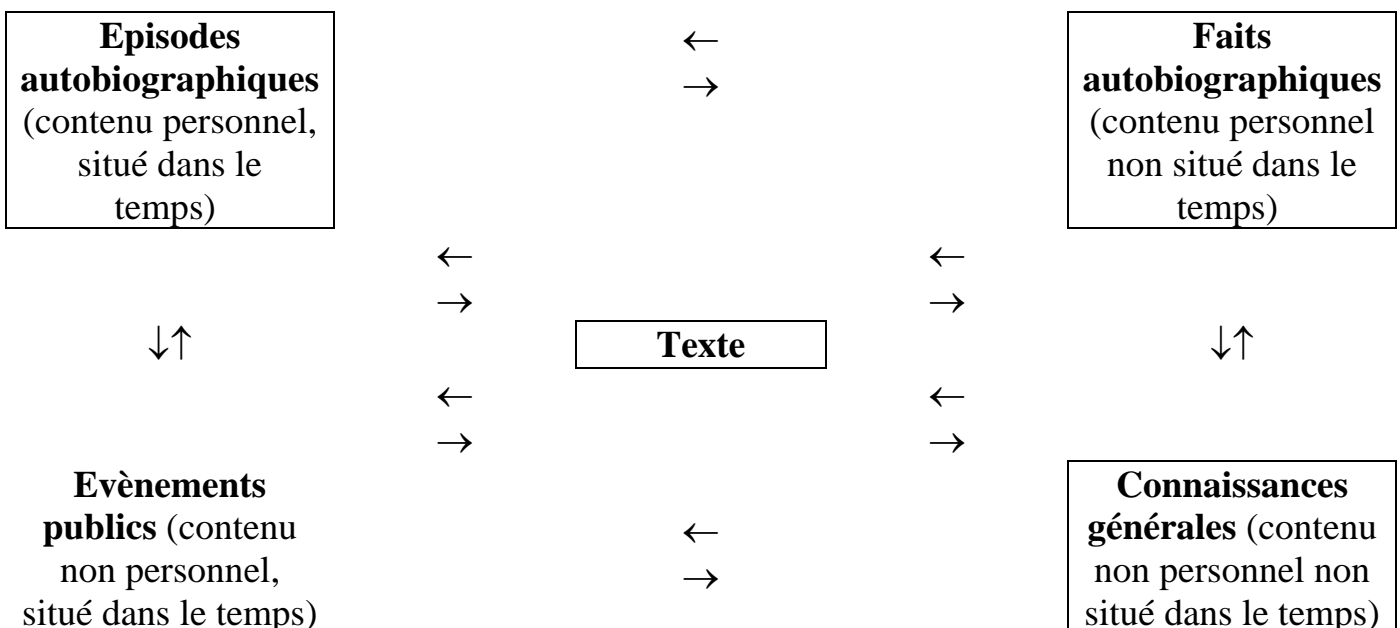 Episodes
autobiographiques
(contenu personnel,
situé dans le
temps)
←
→
Faits
autobiographiques
(contenu personnel
non situé dans le
temps)
←
→
←
→
↓↑
Texte
↓↑
←
→
←
→
Evènements
publics (contenu
non personnel,
situé dans le temps)
←
→
Connaissances
générales (contenu
non personnel non
situé dans le temps)